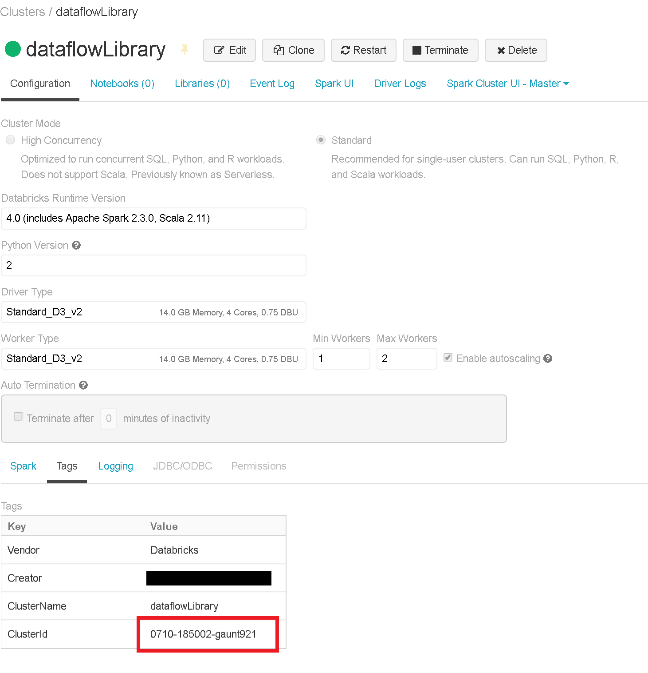 Clusters / dataflowLibrary
dataflowLibrary Edit Clone Restart Terminate Delete
Configuration Notebooks (0) Libraries (0) Event Log Spark UI Driver Logs Spark Cluster UI - Master
Cluster Mode
High Concurrency Standard
Optimized to run concurrent SQL, Python, and R workloads. Recommended for single-user clusters. Can run SQL, Python, R,
Does not support Scala. Previously known as Serverless. and Scala workloads.
Databricks Runtime Version
4.0 (includes Apache Spark 2.3.0, Scala 2.11)
Python Version ?
2
Driver Type
Standard_D3_v2 14.0 GB Memory, 4 Cores, 0.75 DBU
Worker Type Min Workers Max Workers
Standard_D3_v2 14.0 GB Memory, 4 Cores, 0.75 DBU 1 2 Enable autoscaling ?
Auto Termination ?
Terminate after 0 minutes of inactivity
Spark Tags Logging JDBC/ODBC Permissions
Tags
Key Value
Vendor Databricks
Creator
ClusterName dataflowLibrary
ClusterId 0710-185002-gaunt921